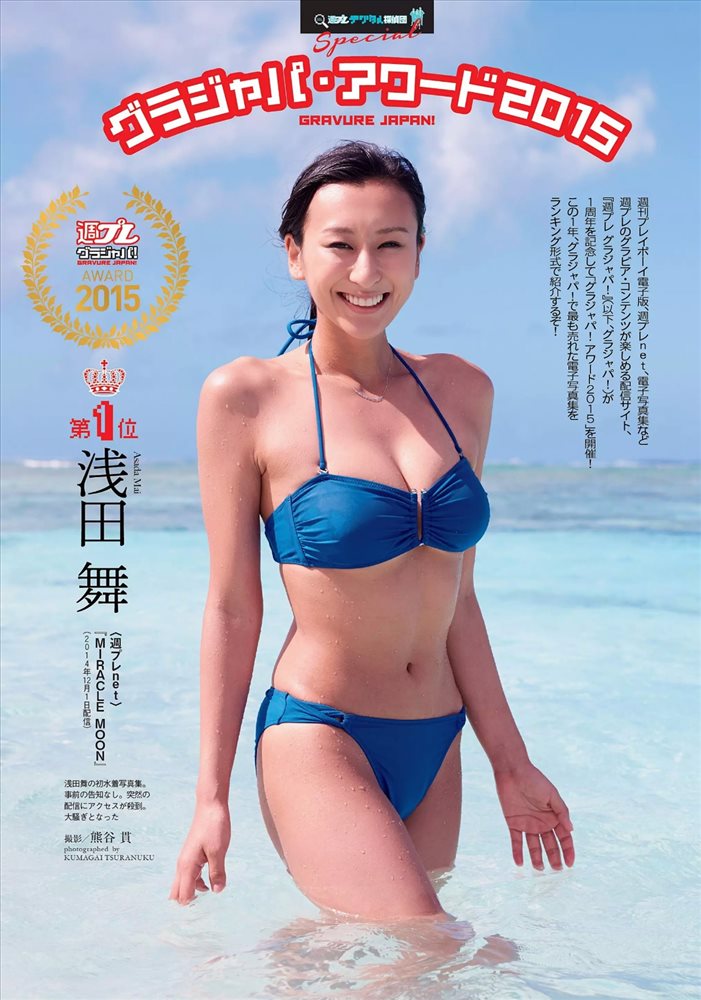 週プレ デジタル探偵団
Special
グラジャパ・アワード2015
GRAVURE JAPAN!
週刊プレイボーイ電子版、週プレnet、電子写真集など
週プレのグラビア・コンテンツが楽しめる配信サイト、
『週プレ グラジャパ!』(以下、グラジャパ!)が
1周年を記念して「グラジャパ!アワード2015」を開催!
この1年、グラジャパ!で最も売れた電子写真集を
ランキング形式で紹介するぞ!
週プレ
グラジャパ!
GRAVURE JAPAN!
AWARD
2015
第1位
浅田 舞
Asada Mai
〈週プレnet〉
『MIRACLE MOON』
(2014年12月1日配信)
浅田舞の初水着写真集。
事前の告知なし。突然の
配信にアクセスが殺到。
大騒ぎとなった
撮影/熊谷 貫
photographed by
KUMAGAI TSURANUKU